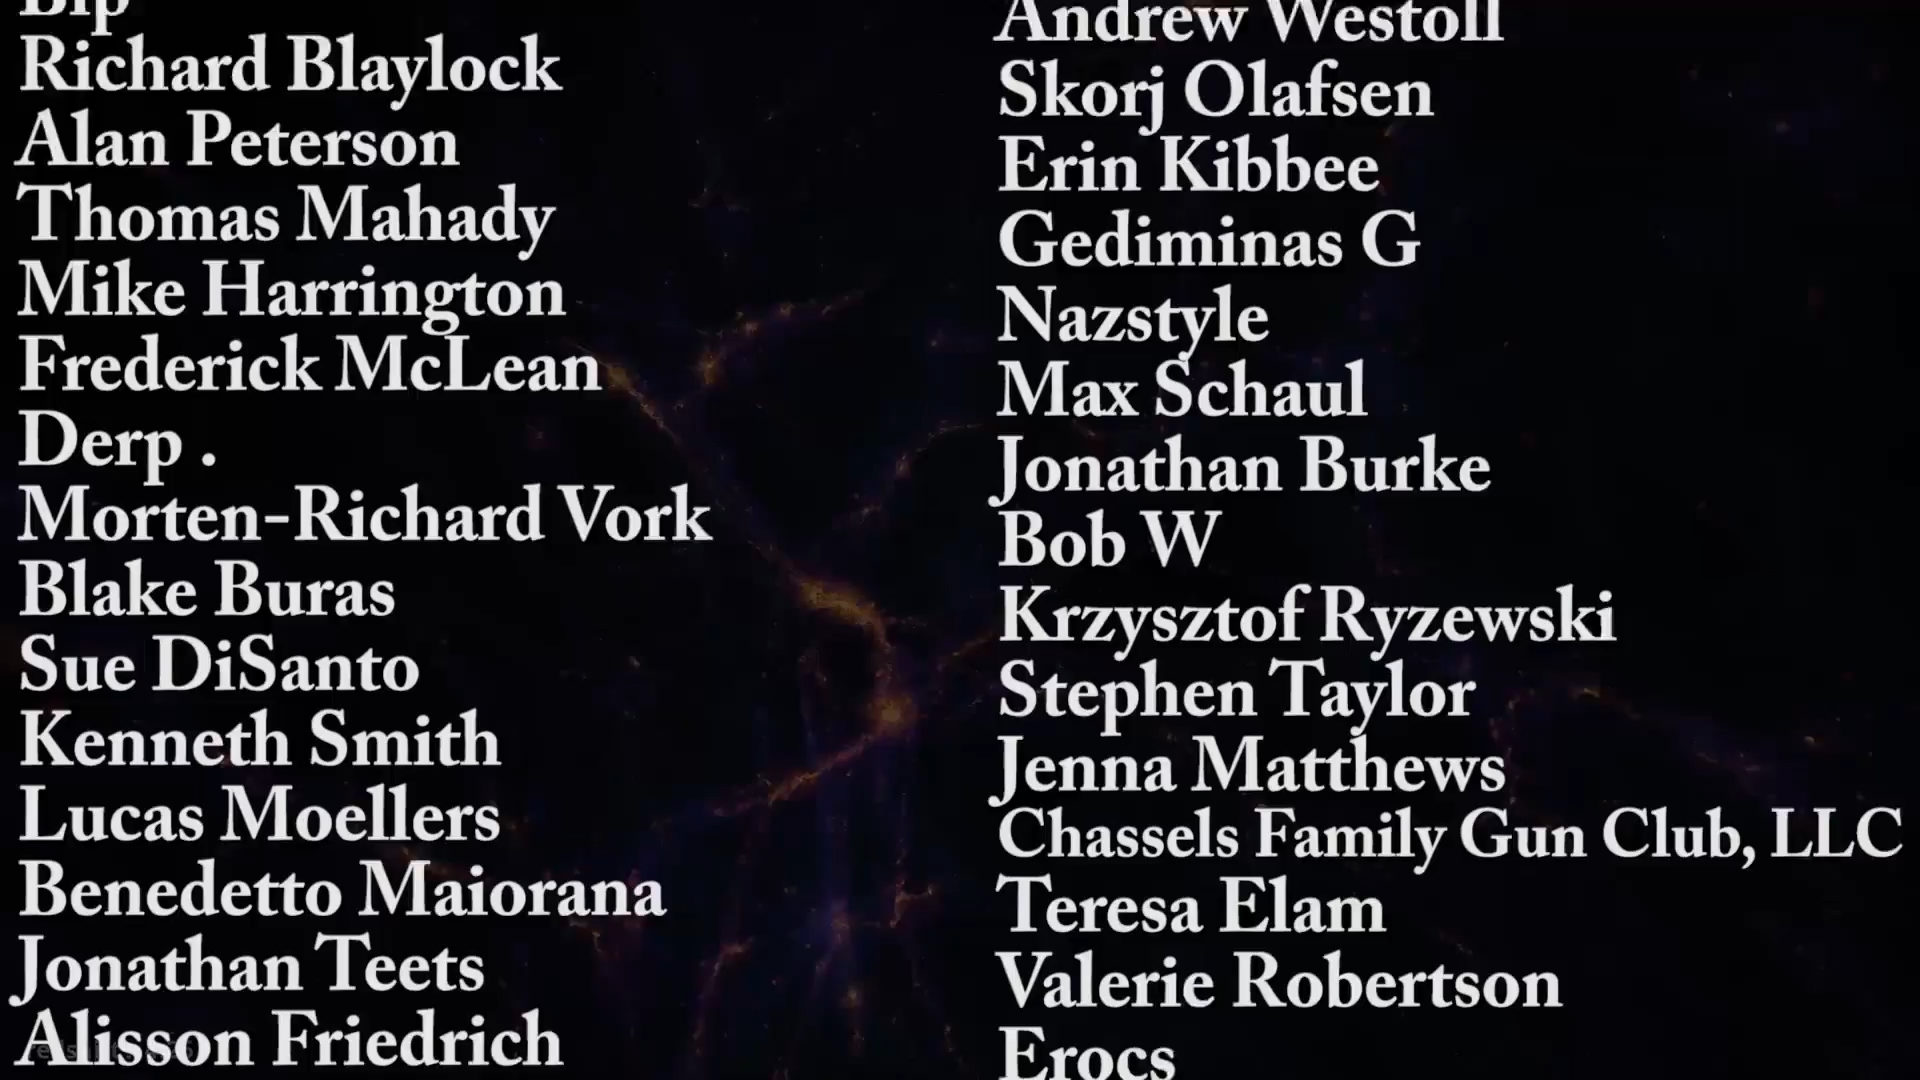 Bip
Richard Blaylock
Alan Peterson
Thomas Mahady
Mike Harrington
Frederick McLean
Derp .
Morten-Richard Vork
Blake Buras
Sue DiSanto
Kenneth Smith
Lucas Moellers
Benedetto Maiorana
Jonathan Teets
Alisson Friedrich
Andrew Westoll
Skorj Olafsen
Erin Kibbee
Gediminas G
Nazstyle
Max Schaul
Jonathan Burke
Bob W
Krzysztof Ryzewski
Stephen Taylor
Jenna Matthews
Chassels Family Gun Club, LLC
Teresa Elam
Valerie Robertson
Erocs